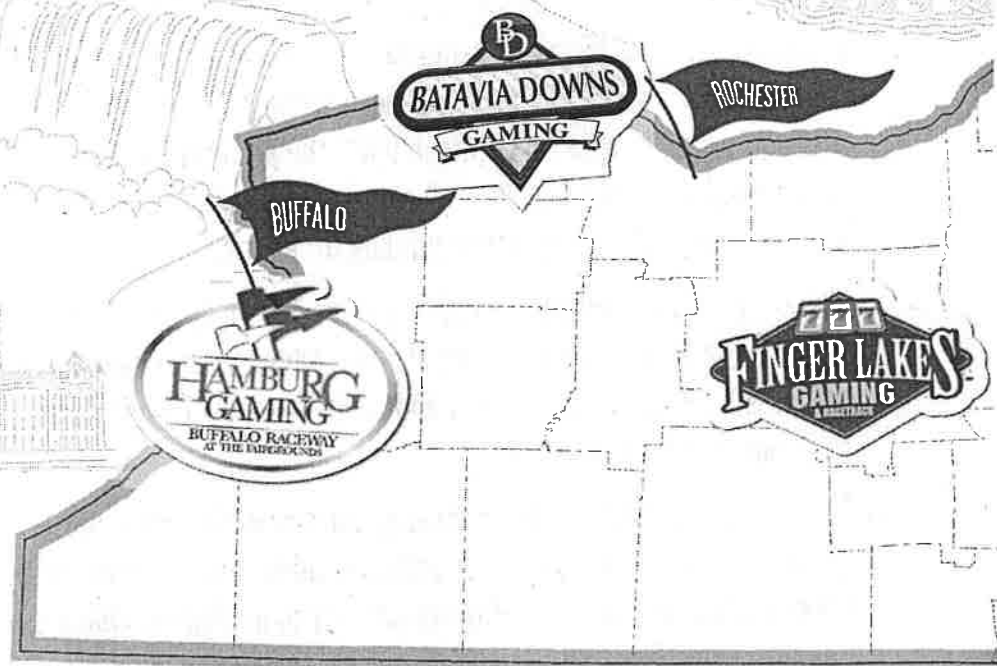 BD
BATAVIA DOWNS
GAMING
ROCHESTER
BUFFALO
HAMBURG
GAMING
BUFFALO RACEWAY
AT THE FAIRGROUNDS
777
FINGER LAKES
GAMING
& RACETRACK